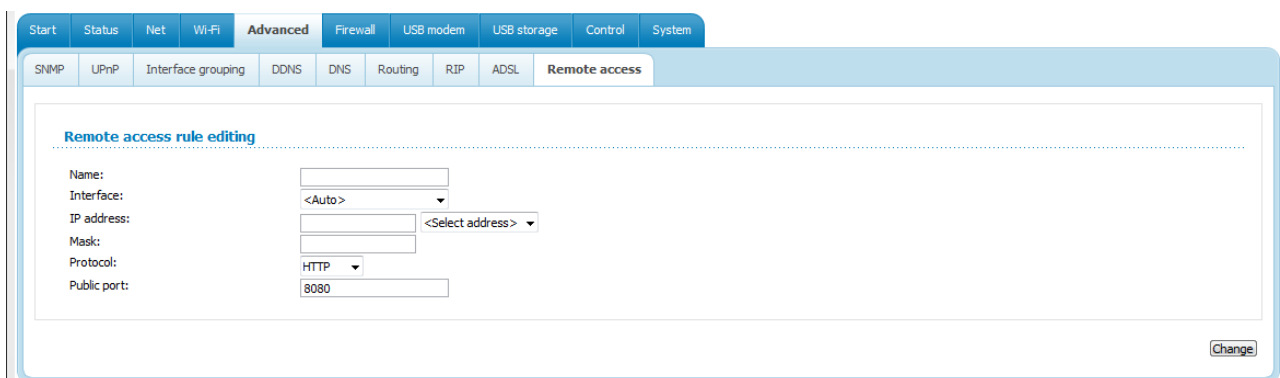 Start Status Net Wi-Fi Advanced Firewall USB modem USB storage Control System
SNMP UPnP Interface grouping DDNS DNS Routing RIP ADSL Remote access
Remote access rule editing
Name:
Interface: <Auto>
IP address: <Select address>
Mask:
Protocol: HTTP
Public port: 8080
Change